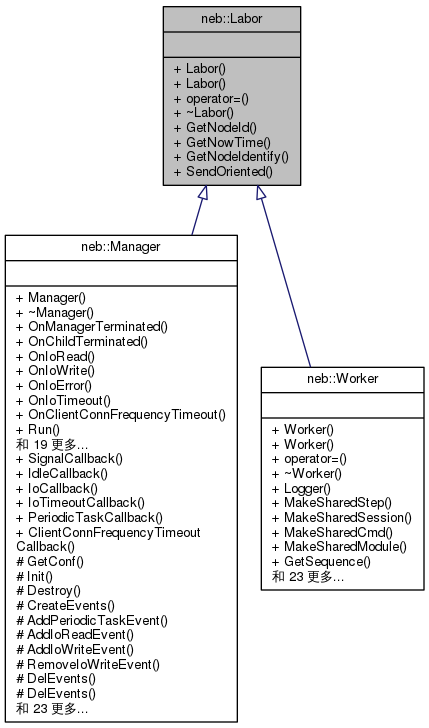 neb::Labor
+ Labor()
+ Labor()
+ operator=()
+ ~Labor()
+ GetNodeId()
+ GetNowTime()
+ GetNodeIdentify()
+ SendOriented()
neb::Manager
+ Manager()
+ ~Manager()
+ OnManagerTerminated()
+ OnChildTerminated()
+ OnIoRead()
+ OnIoWrite()
+ OnIoError()
+ OnIoTimeout()
+ OnClientConnFrequencyTimeout()
+ Run()
和 19 更多...
+ SignalCallback()
+ IdleCallback()
+ IoCallback()
+ IoTimeoutCallback()
+ PeriodicTaskCallback()
+ ClientConnFrequencyTimeout
Callback()
# GetConf()
# Init()
# Destroy()
# CreateEvents()
# AddPeriodicTaskEvent()
# AddIoReadEvent()
# AddIoWriteEvent()
# RemoveIoWriteEvent()
# DelEvents()
# DelEvents()
和 23 更多...
neb::Worker
+ Worker()
+ Worker()
+ operator=()
+ ~Worker()
+ Logger()
+ MakeSharedStep()
+ MakeSharedSession()
+ MakeSharedCmd()
+ MakeSharedModule()
+ GetSequence()
和 23 更多...